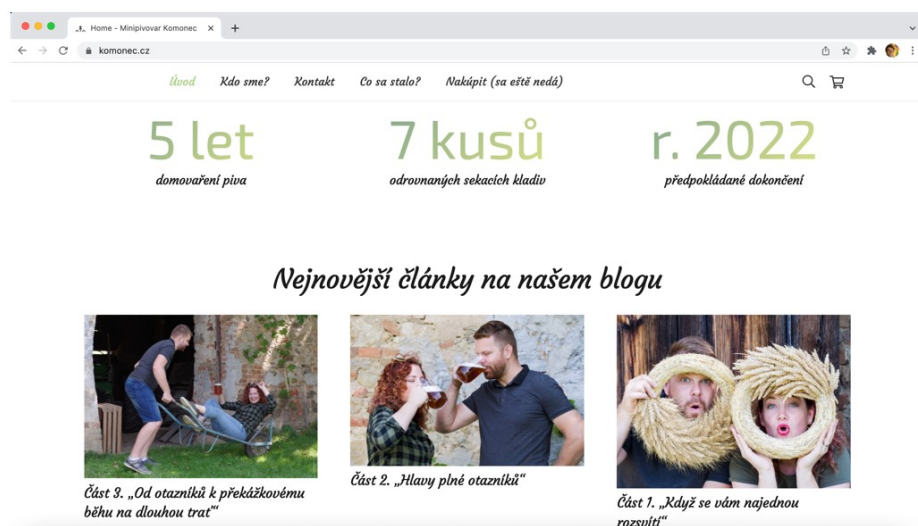 Home - Minipivovar Komonec
komonec.cz
Úvod Kdo sme? Kontakt Co sa stalo? Nakúpit (sa eště nedá)
5 let 7 kusů r. 2022
domovaření piva odrovnaných sekacích kladiv předpokládané dokončení
Nejnovější články na našem blogu
Část 3. „Od otazníků k překážkovému
běhu na dlouhou trať“
Část 2. „Hlavy plné otazníků“
Část 1. „Když se vám najednou
rozsvítí“